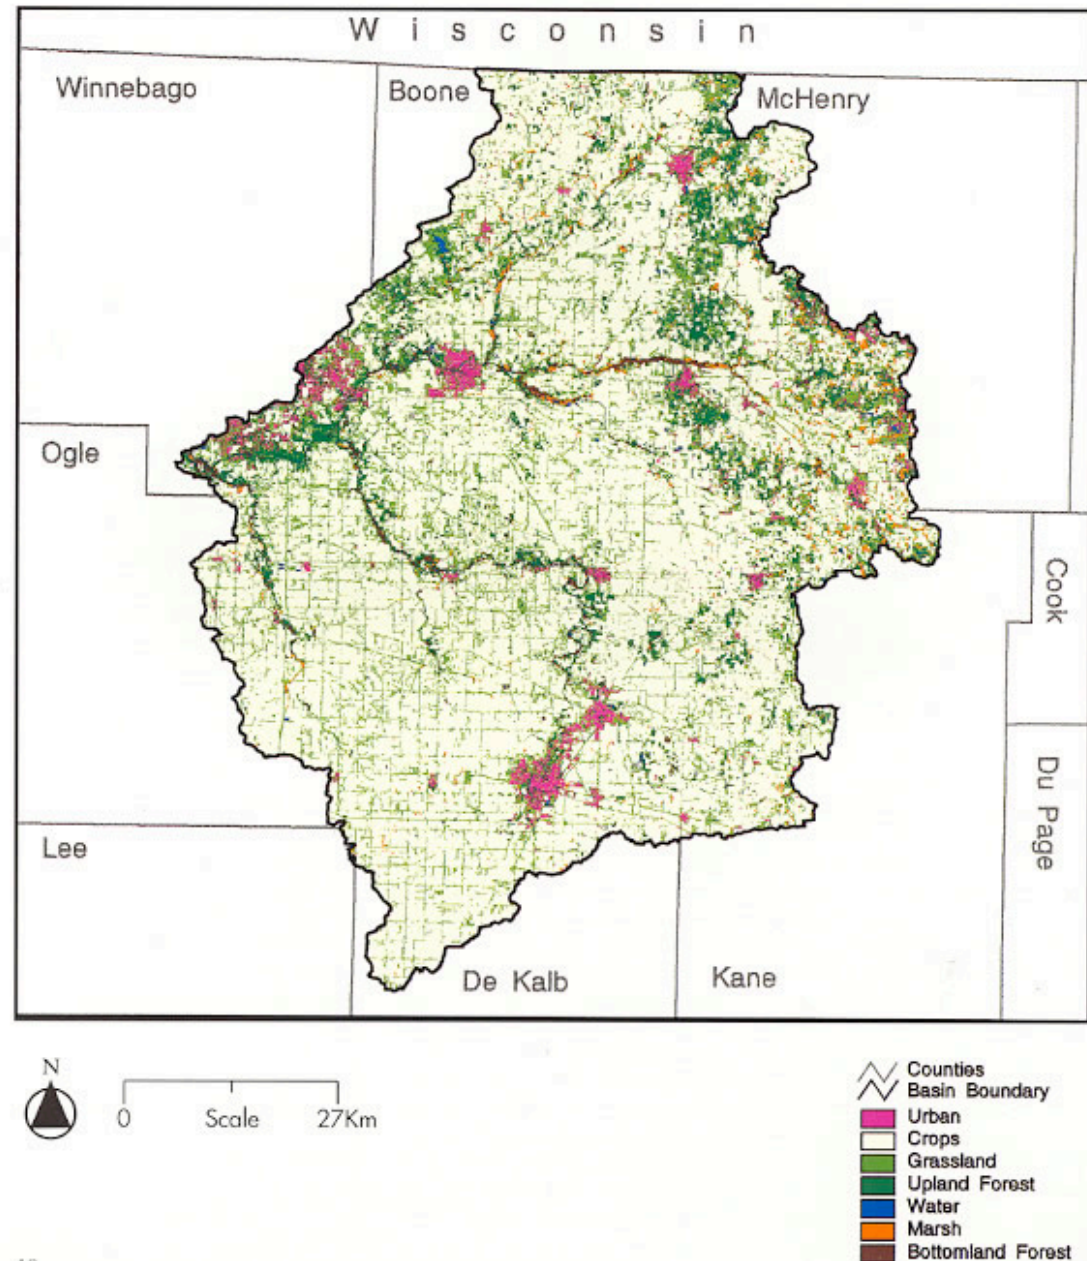 W i s c o n s i n
Winnebago
Boone
McHenry
Ogle
Cook
Du Page
Lee
De Kalb
Kane
N
0 Scale 27Km
Counties
Basin Boundary
Urban
Crops
Grassland
Upland Forest
Water
Marsh
Bottomland Forest